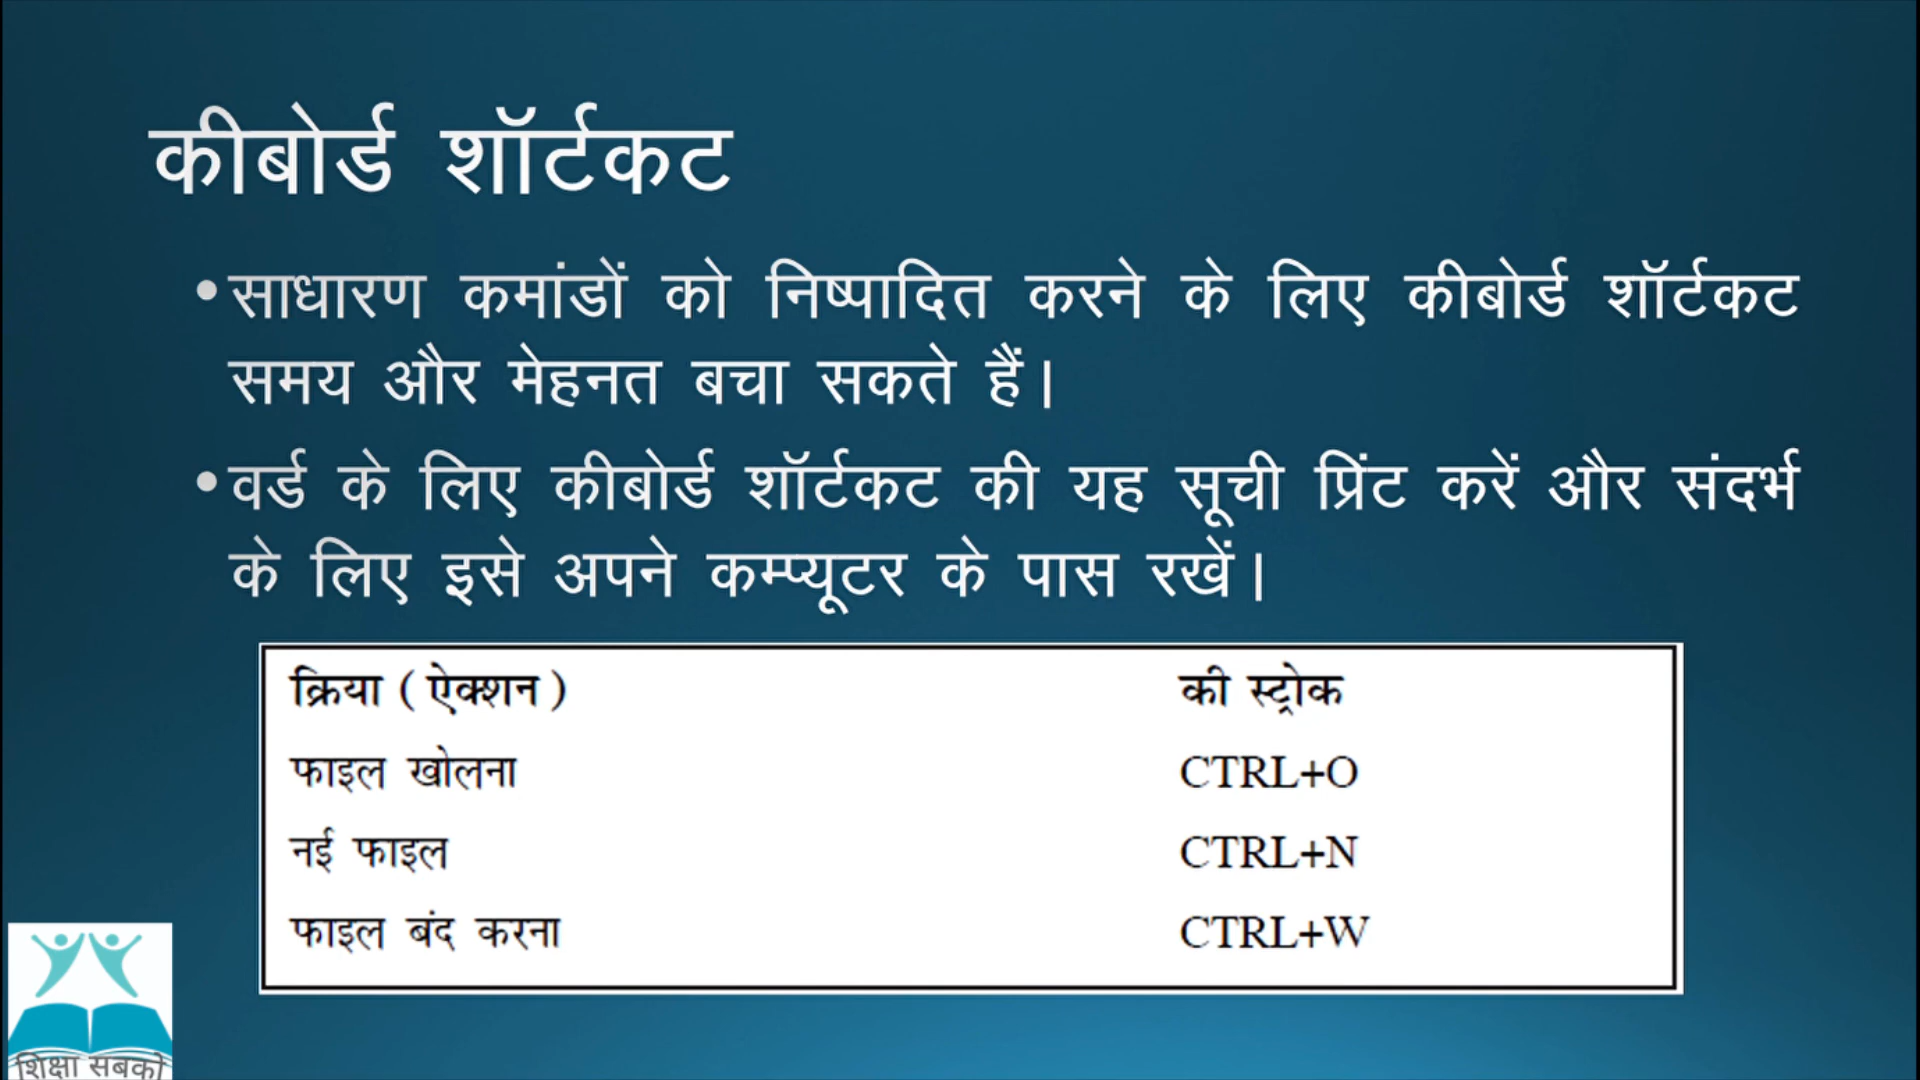 कीबोर्ड शॉर्टकट
•साधारण कमांडों को निष्पादित करने के लिए कीबोर्ड शॉर्टकट
समय और मेहनत बचा सकते हैं।
•वर्ड के लिए कीबोर्ड शॉर्टकट की यह सूची प्रिंट करें और संदर्भ
के लिए इसे अपने कम्प्यूटर के पास रखें।
क्रिया ( ऐक्शन ) की स्ट्रोक
फाइल खोलना CTRL+O
नई फाइल CTRL+N
फाइल बंद करना CTRL+W
शिक्षा सबको